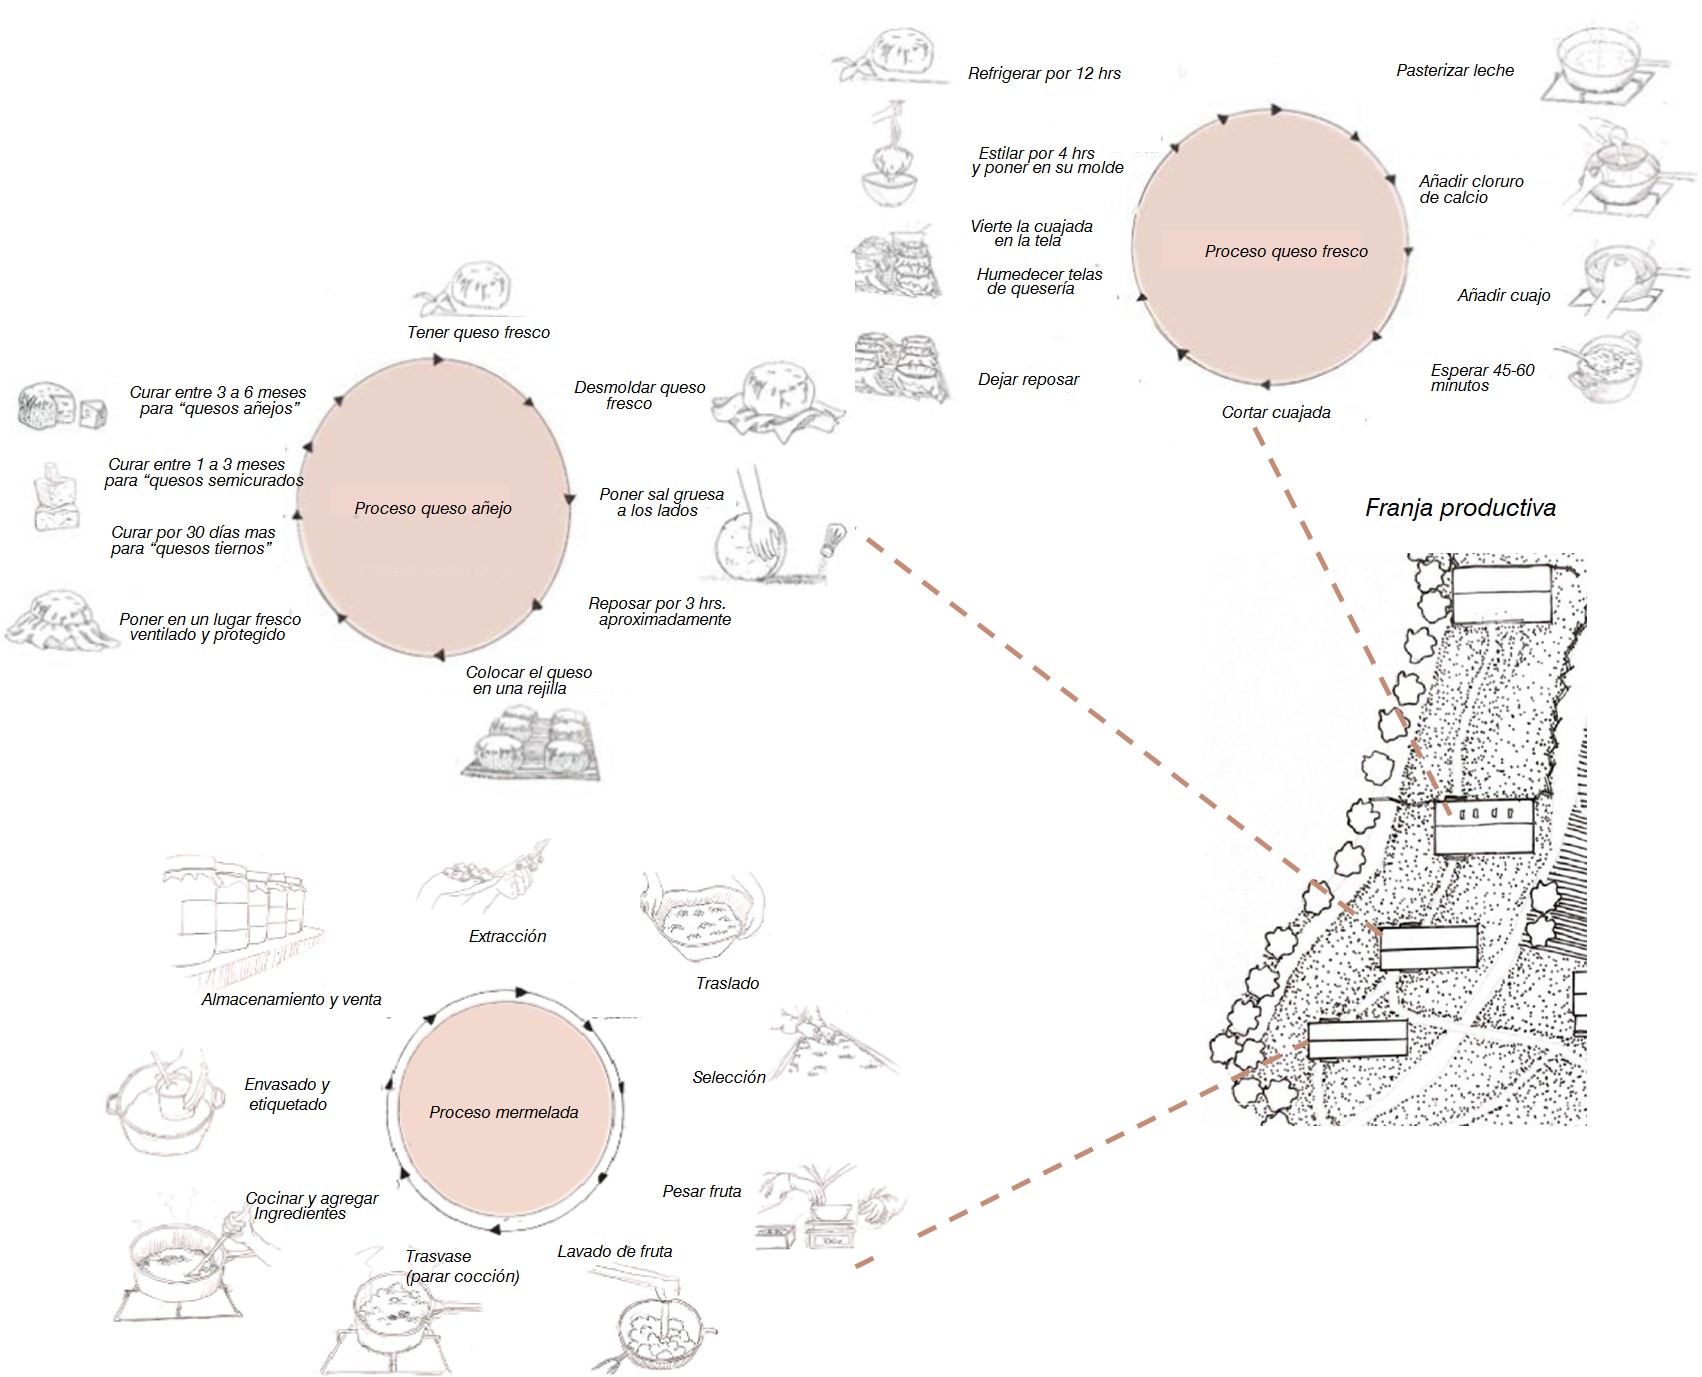 Refrigerar por 12 hrs
Pasterizar leche
Estilar por 4 hrs
y poner en su molde
Añadir cloruro
de calcio
Vierte la cuajada
en la tela
Proceso queso fresco
Humedecer telas
de quesería
Añadir cuajo
Dejar reposar
Esperar 45-60
minutos
Cortar cuajada
Tener queso fresco
Curar entre 3 a 6 meses
para “quesos añejos”
Desmoldar queso
fresco
Curar entre 1 a 3 meses
para “quesos semicurados
Poner sal gruesa
a los lados
Proceso queso añejo
Curar por 30 días mas
para “quesos tiernos”
Poner en un lugar fresco
ventilado y protegido
Reposar por 3 hrs.
aproximadamente
Colocar el queso
en una rejilla
Franja productiva
Extracción
Traslado
Almacenamiento y venta
Selección
Envasado y
etiquetado
Proceso mermelada
Pesar fruta
Cocinar y agregar
Ingredientes
Lavado de fruta
Trasvase
(parar cocción)